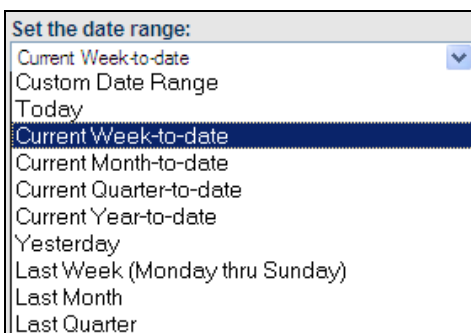 Set the date range:
Current Week-to-date
Custom Date Range
Today
Current Week-to-date
Current Month-to-date
Current Quarter-to-date
Current Year-to-date
Yesterday
Last Week (Monday thru Sunday)
Last Month
Last Quarter